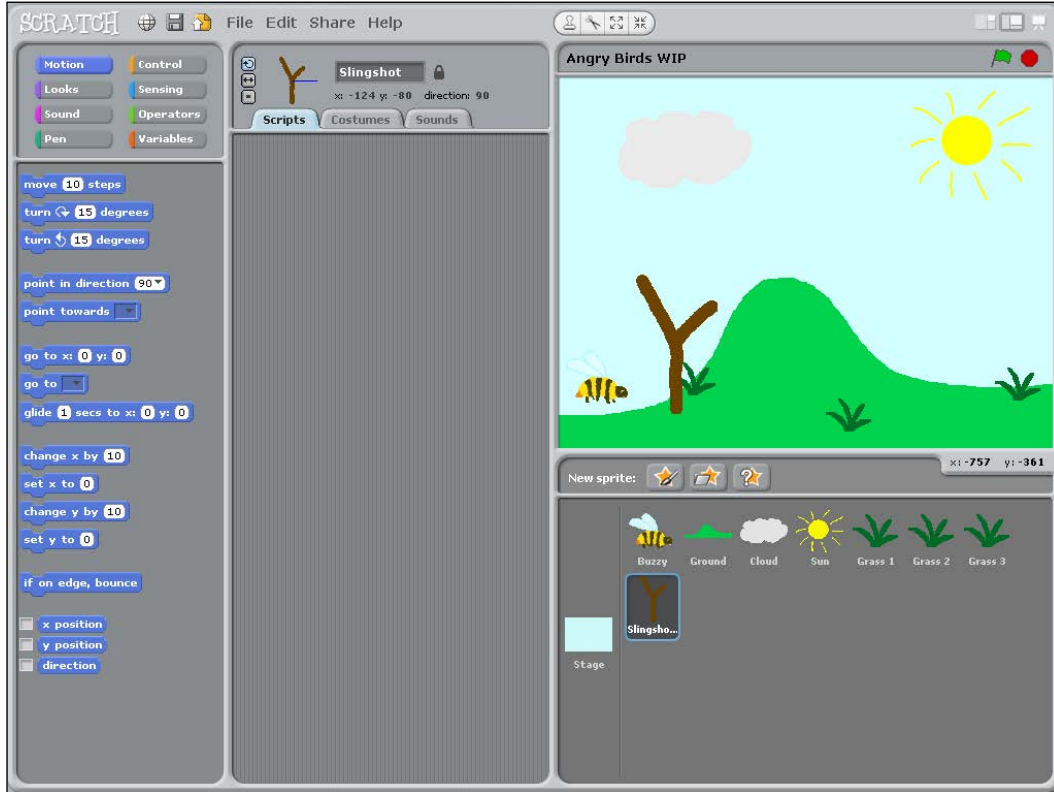 SCRATCH File Edit Share Help
Motion Control
Looks Sensing
Sound Operators
Pen Variables
move 10 steps
turn 15 degrees
turn 15 degrees
point in direction 90
point towards
go to x: 0 y: 0
go to
glide 1 secs to x: 0 y: 0
change x by 10
set x to 0
change y by 10
set y to 0
if on edge, bounce
x position
y position
direction
Slingshot
x: -124 y: -80 direction: 90
Scripts Costumes Sounds
Angry Birds WIP
x: -757 y: -361
New sprite:
Buzzy Ground Cloud Sun Grass 1 Grass 2 Grass 3
Slingsho...
Stage